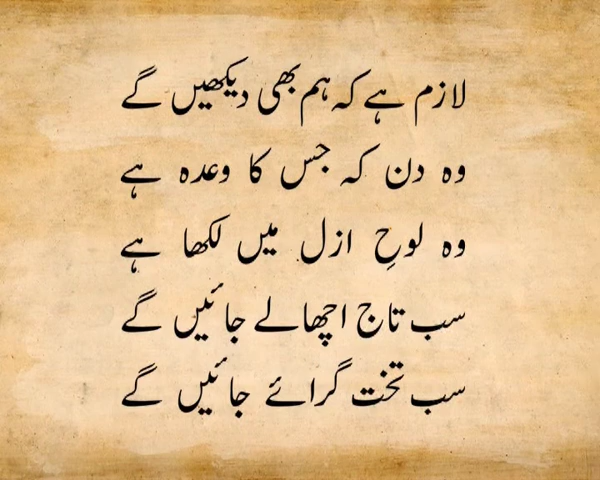 لازم ہے کہ ہم بھی دیکھیں گے
وہ دن کہ جس کا وعدہ ہے
وہ لوحِ ازل میں لکھا ہے
سب تاج اچھالے جائیں گے
سب تخت گرائے جائیں گے